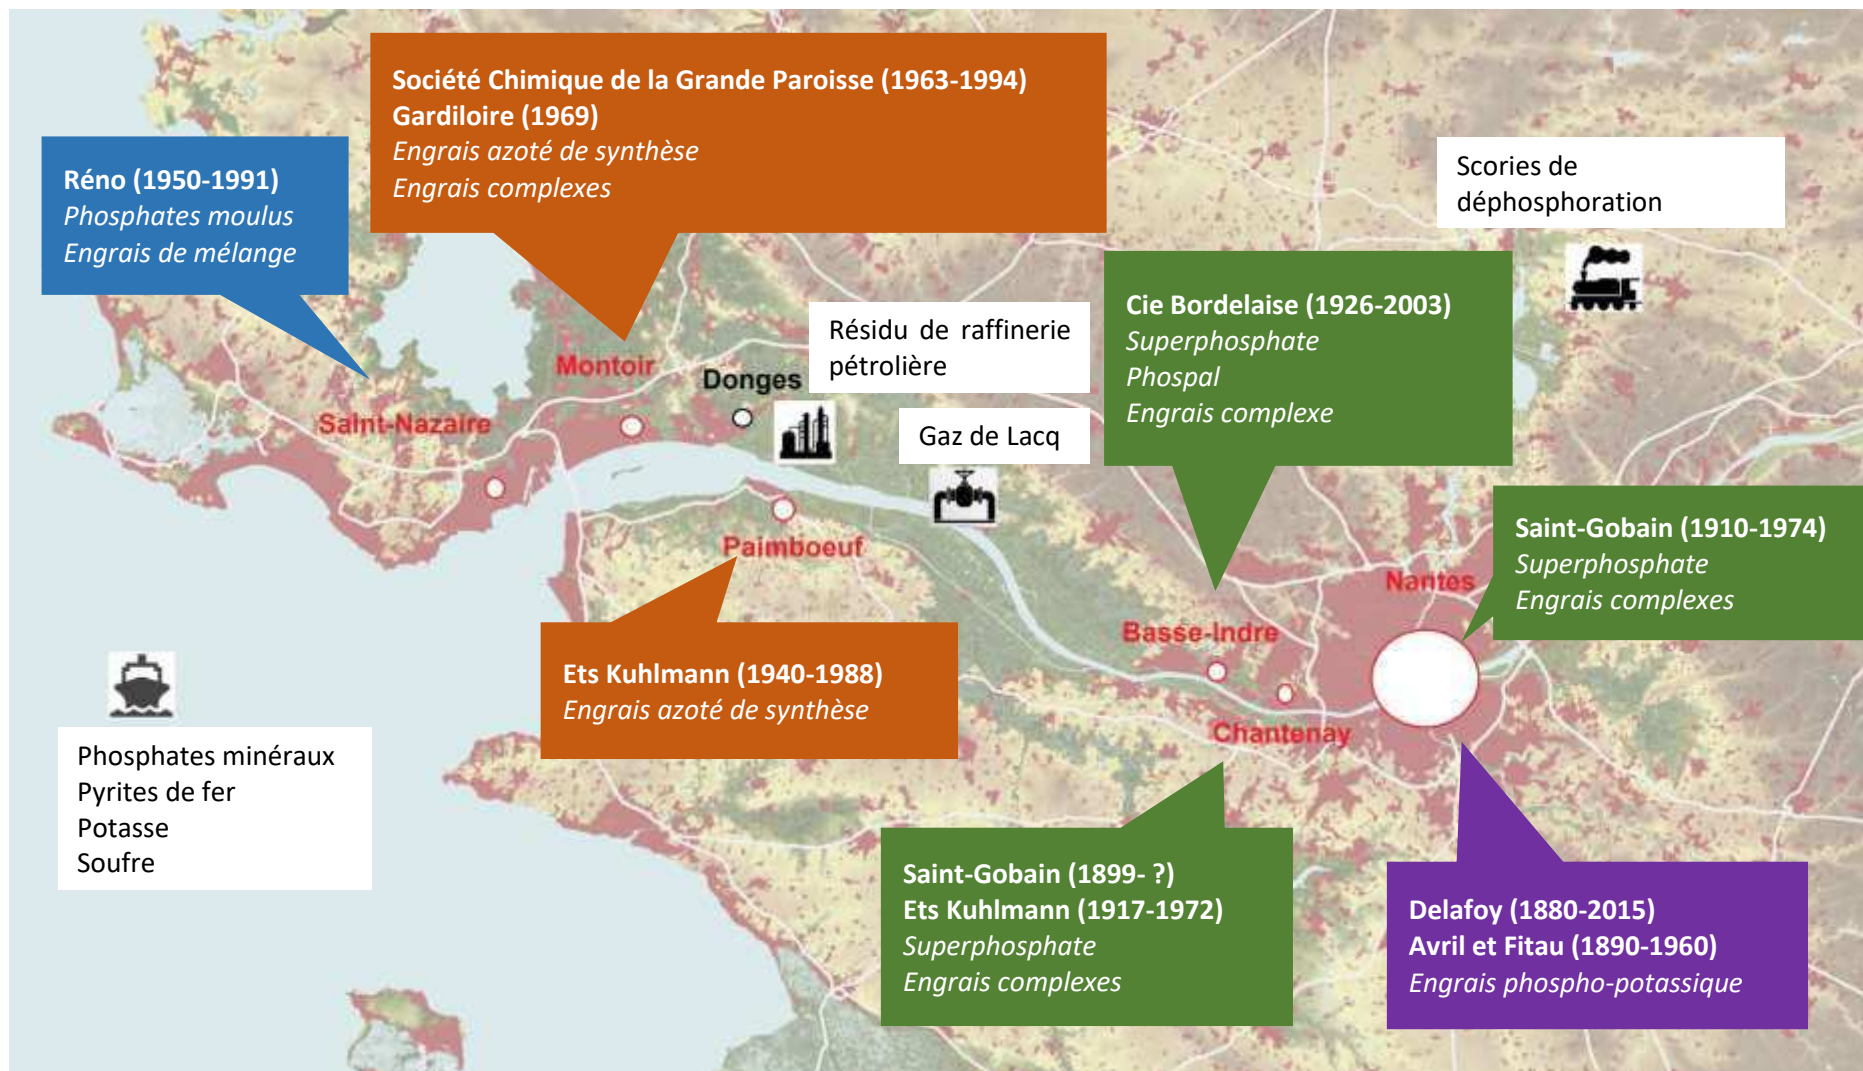 Société Chimique de la Grande Paroisse (1963-1994)
Gardiloire (1969)
Engrais azoté de synthèse
Engrais complexes
Réno (1950-1991)
Phosphates moulus
Engrais de mélange
Scories de
déphosphoration
Cie Bordelaise (1926-2003)
Superphosphate
Phospal
Engrais complexe
Résidu de raffinerie
pétrolière
Montoir
Donges
Saint-Nazaire
Gaz de Lacq
Saint-Gobain (1910-1974)
Superphosphate
Engrais complexes
Paimboeuf
Nantes
Basse-Indre
Chantenay
Ets Kuhlmann (1940-1988)
Engrais azoté de synthèse
Phosphates minéraux
Pyrites de fer
Potasse
Soufre
Saint-Gobain (1899- ?)
Ets Kuhlmann (1917-1972)
Superphosphate
Engrais complexes
Delafoy (1880-2015)
Avril et Fitau (1890-1960)
Engrais phospho-potassique